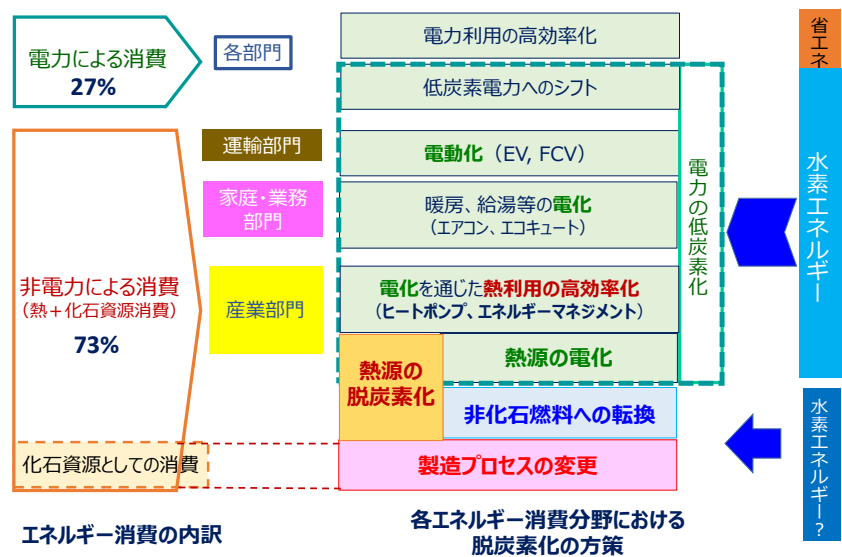 電力による消費
27%
各部門
電力利用の高効率化
低炭素電力へのシフト
運輸部門
電動化（EV, FCV）
家庭・業務
部門
暖房、給湯等の電化
（エアコン、エコキュート）
非電力による消費
（熱＋化石資源消費）
73%
産業部門
電化を通じた熱利用の高効率化
（ヒートポンプ、エネルギーマネジメント）
熱源の
脱炭素化
熱源の電化
非化石燃料への転換
化石資源としての消費
製造プロセスの変更
電力の低炭素化
省エネ
水素エネルギー
水素エネルギー？
エネルギー消費の内訳
各エネルギー消費分野における
脱炭素化の方策